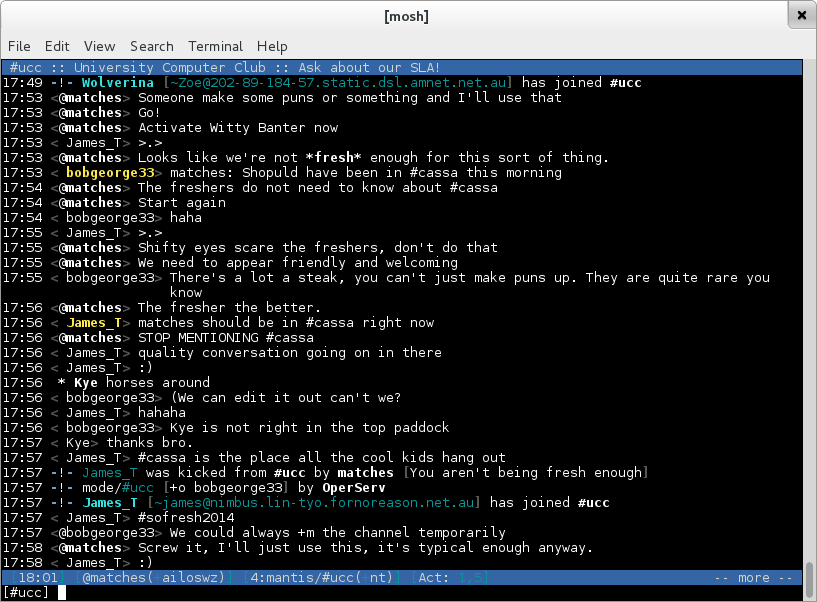 [mosh]
File Edit View Search Terminal Help
#ucc :: University Computer Club :: Ask about our SLA!
17:49 -!- Wolverina [~Zoe@202-89-184-57.static.dsl.amnet.net.au] has joined #ucc
17:53 <@matches> Someone make some puns or something and I'll use that
17:53 <@matches> Go!
17:53 <@matches> Activate Witty Banter now
17:53 < James_T> >.>
17:53 <@matches> Looks like we're not *fresh* enough for this sort of thing.
17:53 < bobgeorge33> matches: Shopuld have been in #cassa this morning
17:54 <@matches> The freshers do not need to know about #cassa
17:54 <@matches> Start again
17:54 < bobgeorge33> haha
17:55 < James_T> >.>
17:55 <@matches> Shifty eyes scare the freshers, don't do that
17:55 <@matches> We need to appear friendly and welcoming
17:55 < bobgeorge33> There's a lot a steak, you can't just make puns up. They are quite rare you
know
17:56 <@matches> The fresher the better.
17:56 < James_T> matches should be in #cassa right now
17:56 <@matches> STOP MENTIONING #cassa
17:56 < James_T> quality conversation going on in there
17:56 < James_T> :)
17:56 * Kye horses around
17:56 < bobgeorge33> (We can edit it out can't we?
17:56 < James_T> hahaha
17:56 < bobgeorge33> Kye is not right in the top paddock
17:57 < Kye> thanks bro.
17:57 < James_T> #cassa is the place all the cool kids hang out
17:57 -!- James_T was kicked from #ucc by matches [You aren't being fresh enough]
17:57 -!- mode/#ucc [+o bobgeorge33] by OperServ
17:57 -!- James_T [~james@nimbus.lin-tyo.fornoreason.net.au] has joined #ucc
17:57 < James_T> #sofresh2014
17:57 <@bobgeorge33> We could always +m the channel temporarily
17:58 <@matches> Screw it, I'll just use this, it's typical enough anyway.
17:58 < James_T> :)
[18:01] [@matches(+ailoswz)] [4:mantis/#ucc(+nt)] [Act: 1,5] -- more --
[#ucc]